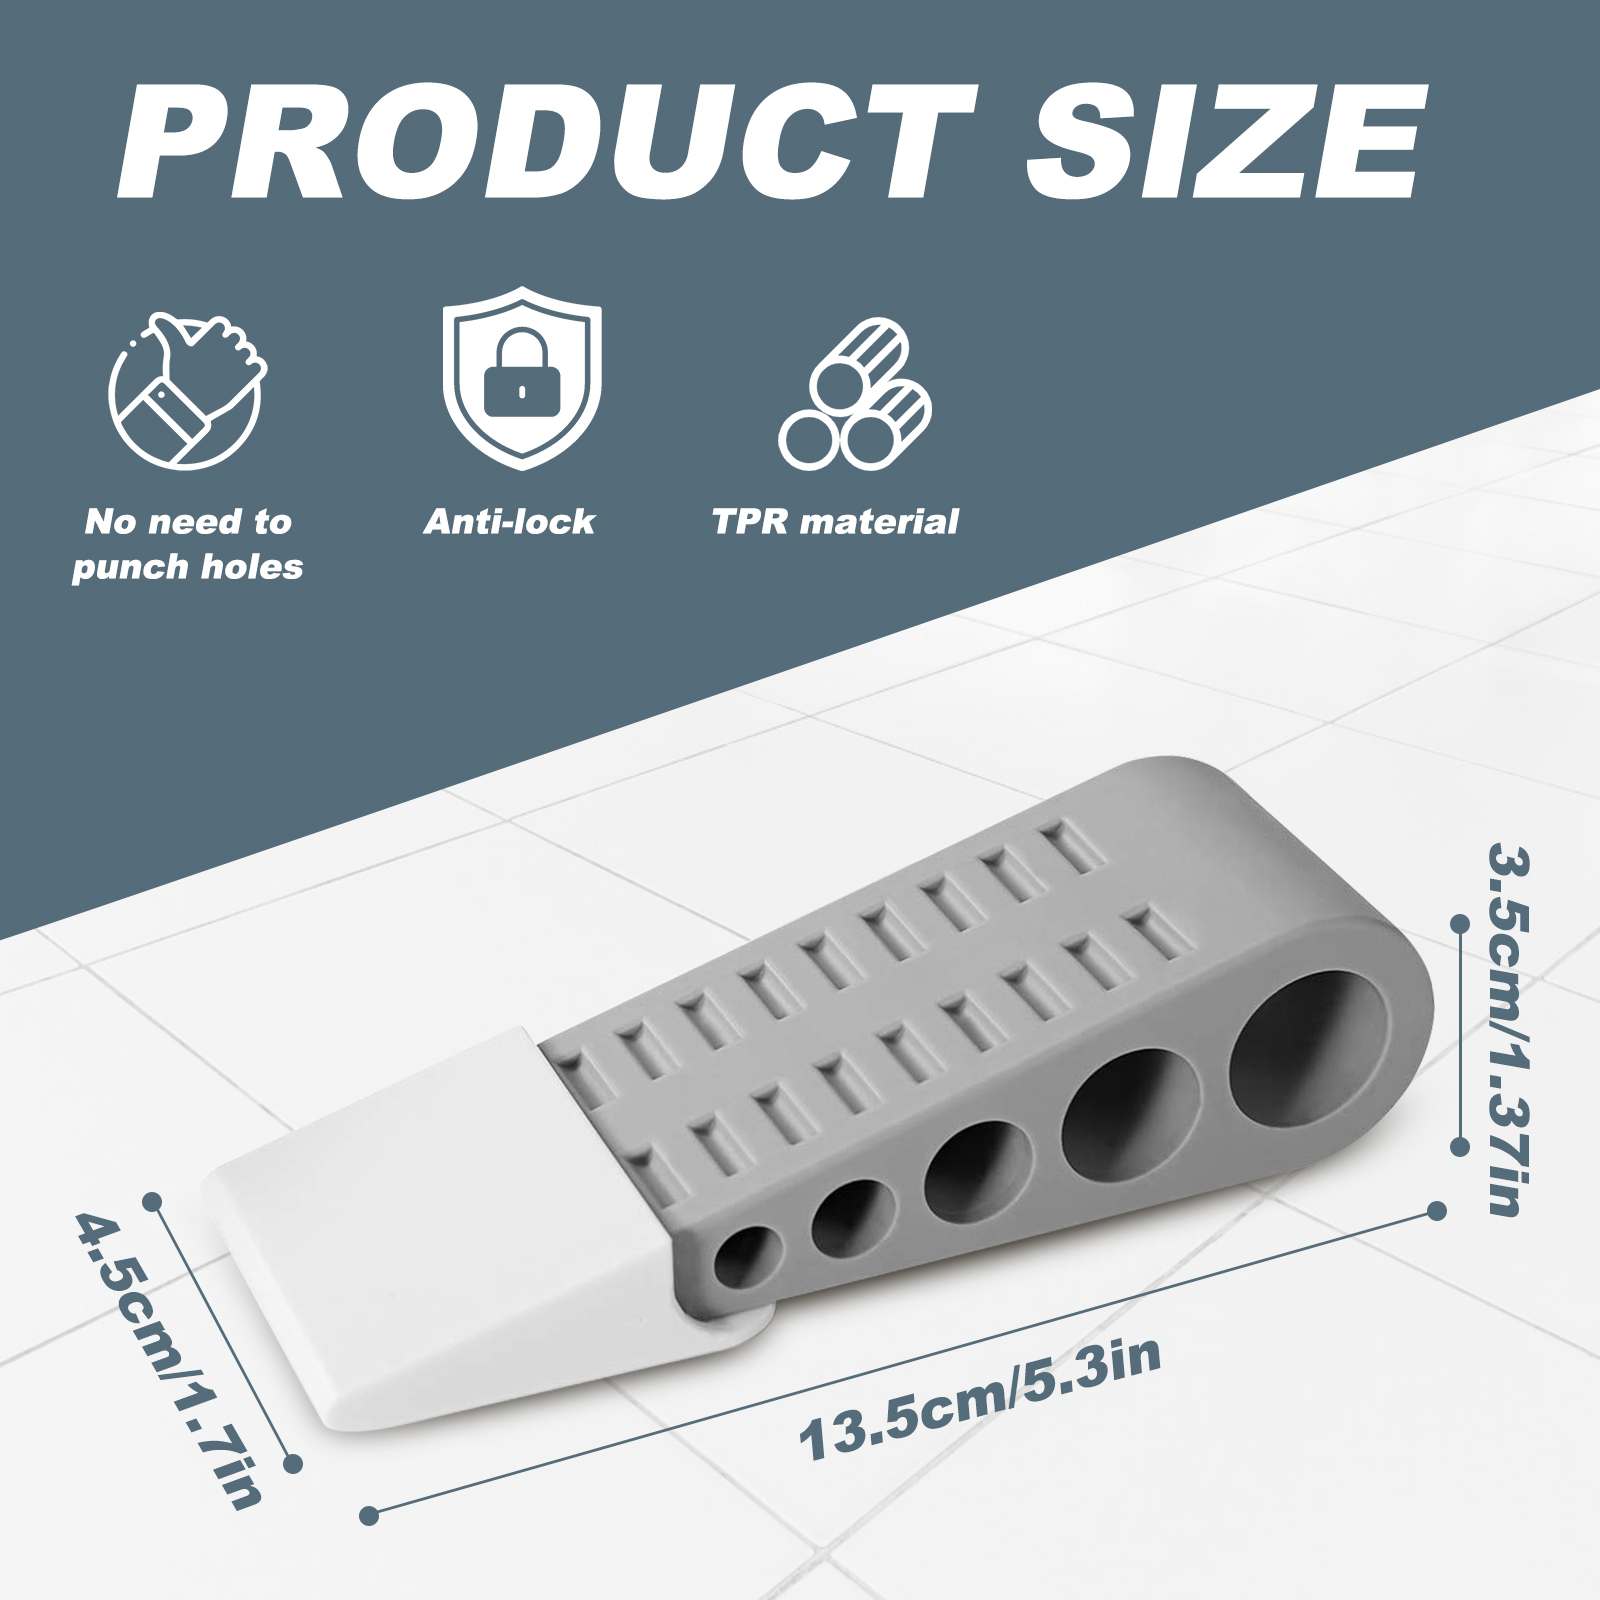 PRODUCT SIZE
No need to
punch holes
Anti-lock
TPR material
3.5cm/1.37in
4.5cm/1.7in
13.5cm/5.3in